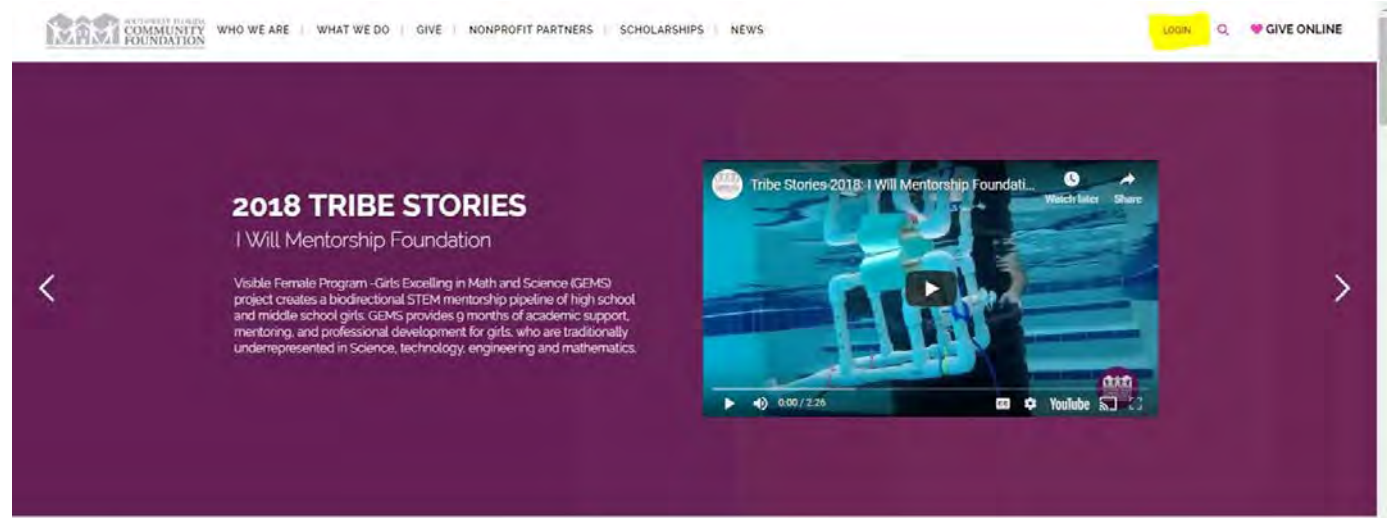 SOUTHWEST FLORIDA
COMMUNITY
FOUNDATION
WHO WE ARE | WHAT WE DO | GIVE | NONPROFIT PARTNERS | SCHOLARSHIPS | NEWS
LOGIN
GIVE ONLINE
2018 TRIBE STORIES
I Will Mentorship Foundation
Visible Female Program -Girls Excelling in Math and Science (GEMS)
project creates a biodirectional STEM mentorship pipeline of high school
and middle school girls. GEMS provides 9 months of academic support,
mentoring, and professional development for girls, who are traditionally
underrepresented in Science, technology, engineering and mathematics.
Tribe Stories 2018: I Will Mentorship Foundati...
Watch later Share
0:00 / 2:26
CC
YouTube